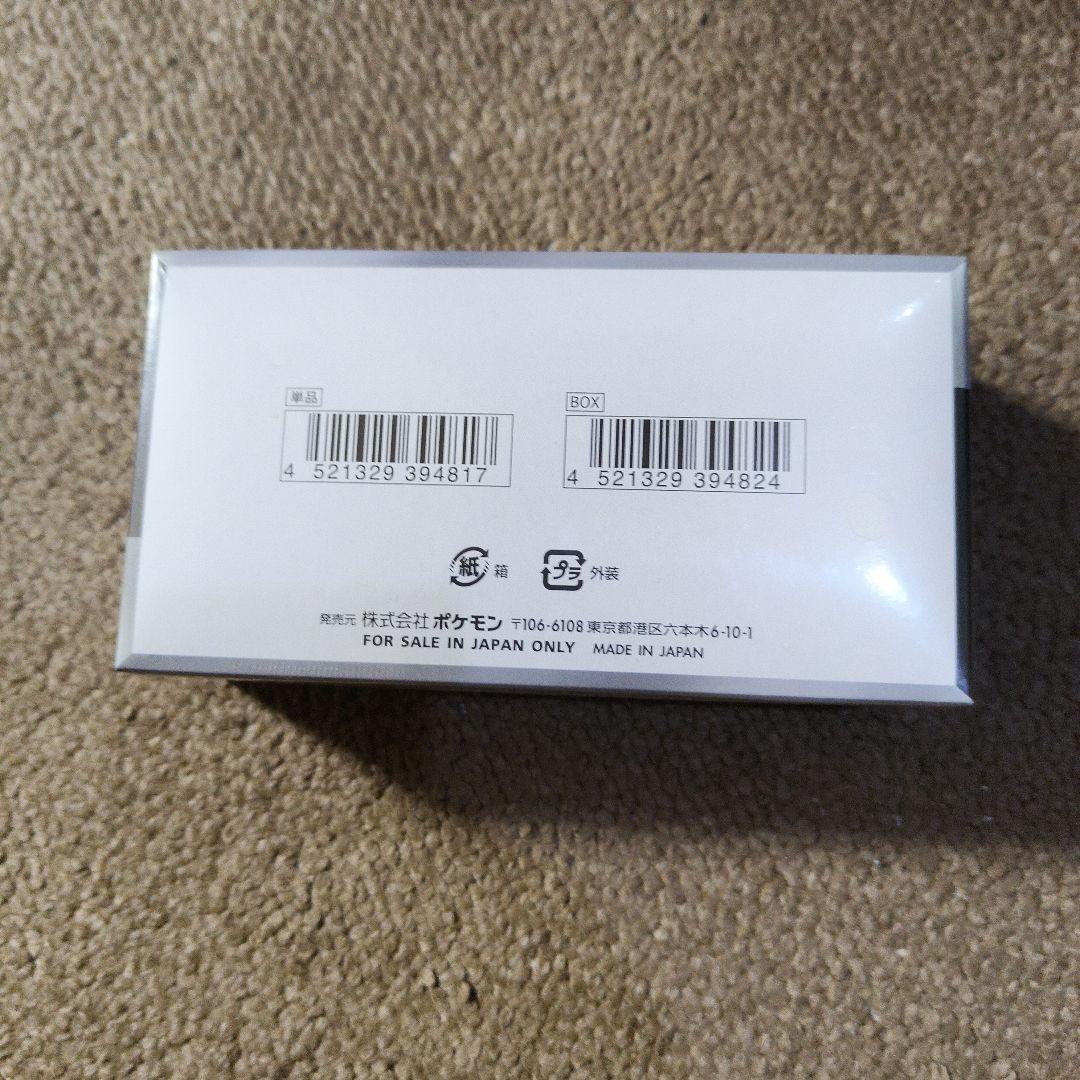 単品
4 521329 394817
BOX
4 521329 394824
紙 箱
プラ 外装
発売元 株式会社 ポケモン 〒106-6108 東京都港区六本木6-10-1
FOR SALE IN JAPAN ONLY MADE IN JAPAN